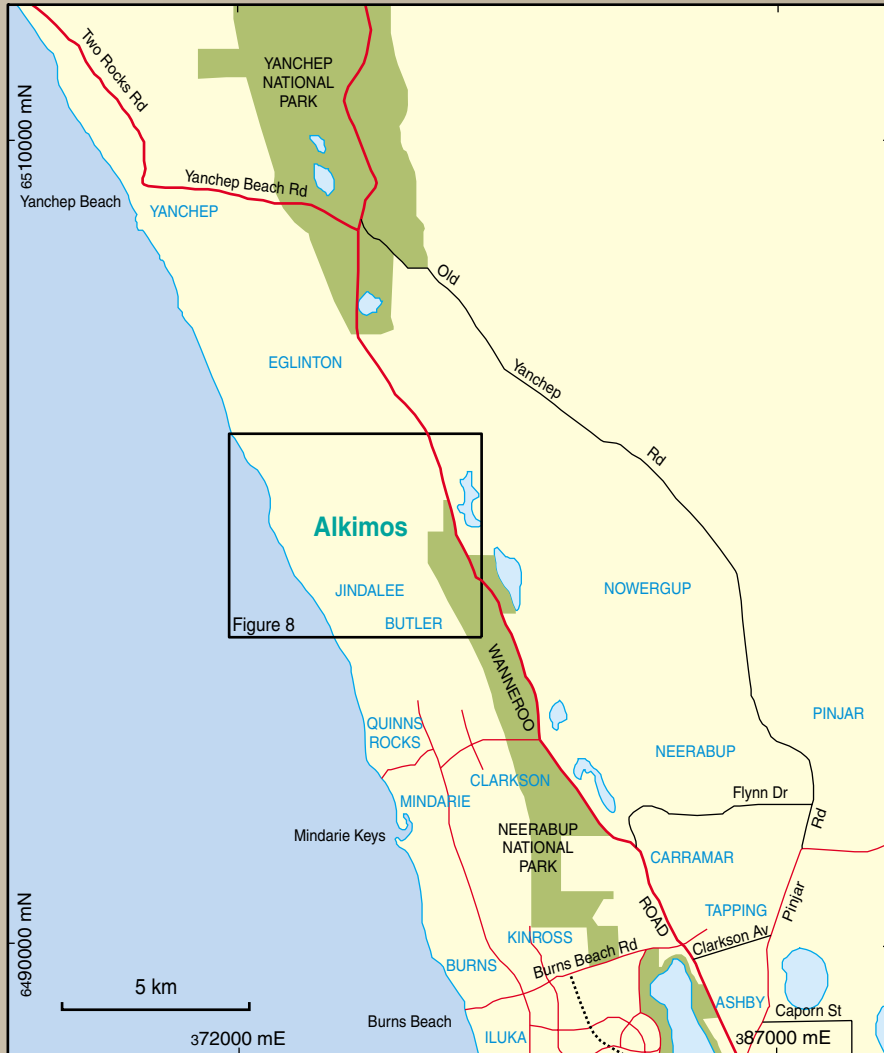 Two Rocks Rd
YANCHEP
NATIONAL
PARK
6510000 mN
Yanchep Beach Rd
Yanchep Beach
YANCHEP
Old
EGLINTON
Yanchep
Rd
Alkimos
JINDALEE
NOWERGUP
BUTLER
Figure 8
WANNEROO
PINJAR
QUINNS
ROCKS
NEERABUP
CLARKSON
Flynn Dr
MINDARIE
Rd
Mindarie Keys
NEERABUP
NATIONAL
PARK
CARRAMAR
Pinjar
TAPPING
ROAD
KINROSS
Clarkson Av
6490000 mN
Burns Beach Rd
BURNS
5 km
ASHBY
Caporn St
Burns Beach
ILUKA
372000 mE
387000 mE